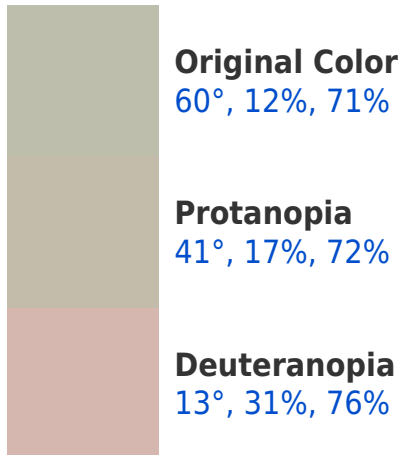 Original Color
60°, 12%, 71%
Protanopia
41°, 17%, 72%
Deuteranopia
13°, 31%, 76%